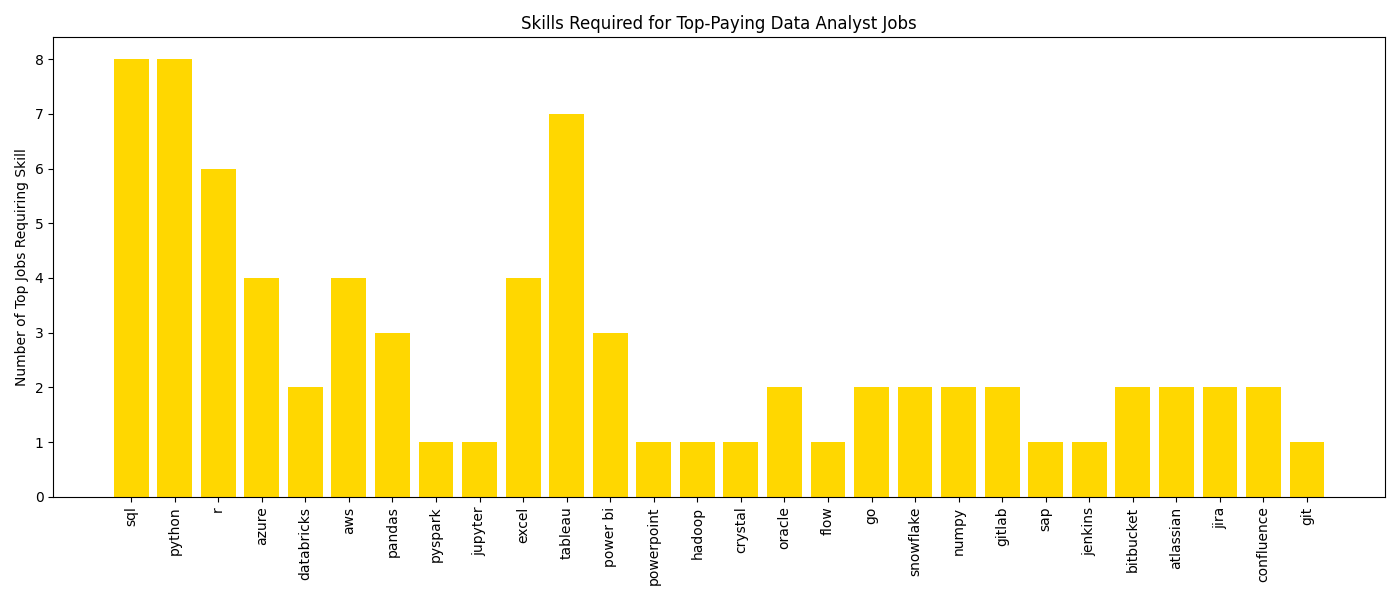 Skills Required for Top-Paying Data Analyst Jobs
Number of Top Jobs Requiring Skill
8
7
6
5
4
3
2
1
0
sql
python
r
azure
databricks
aws
pandas
pyspark
jupyter
excel
tableau
power bi
powerpoint
hadoop
crystal
oracle
flow
go
snowflake
numpy
gitlab
sap
jenkins
bitbucket
atlassian
jira
confluence
git